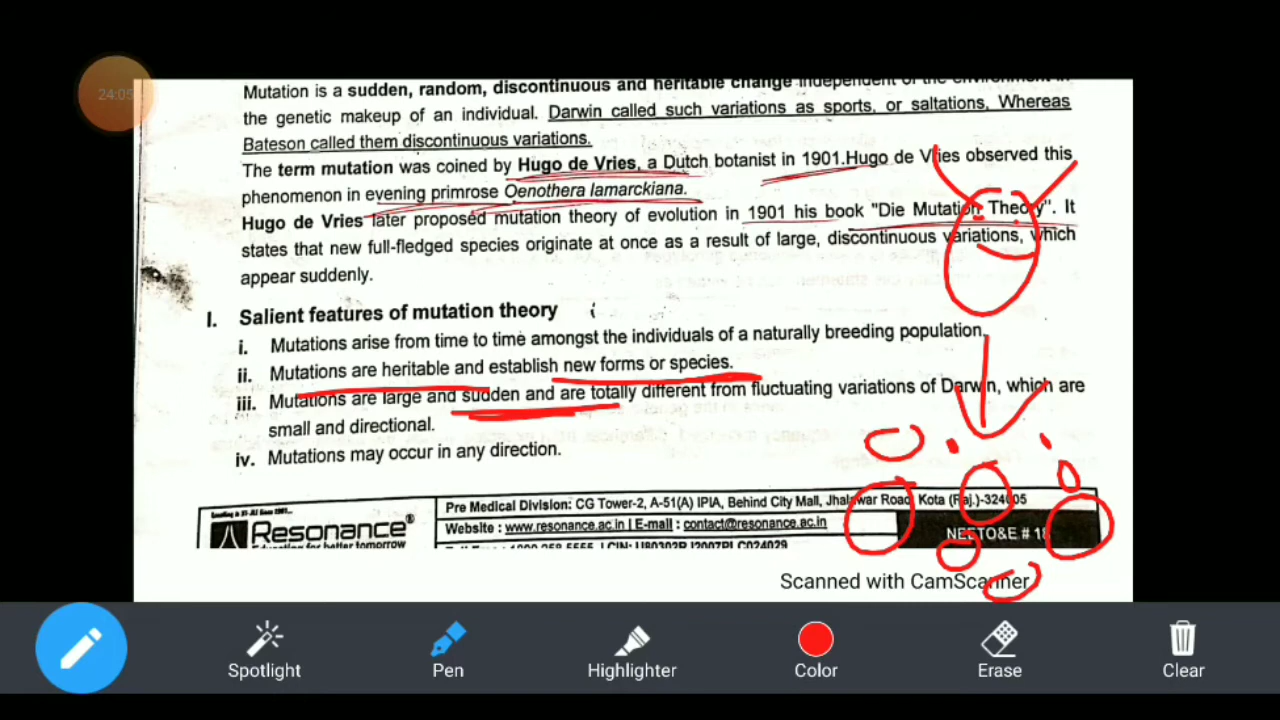 24:05
Mutation is a sudden, random, discontinuous and heritable change independent of the environment in
the genetic makeup of an individual. Darwin called such variations as sports, or saltations, Whereas
Bateson called them discontinuous variations.
The term mutation was coined by Hugo de Vries, a Dutch botanist in 1901.Hugo de Vries observed this
phenomenon in evening primrose Oenothera lamarckiana.
Hugo de Vries later proposed mutation theory of evolution in 1901 his book "Die Mutation Theory". It
states that new full-fledged species originate at once as a result of large, discontinuous variations, which
appear suddenly.
I. Salient features of mutation theory
i. Mutations arise from time to time amongst the individuals of a naturally breeding population.
ii. Mutations are heritable and establish new forms or species.
iii. Mutations are large and sudden and are totally different from fluctuating variations of Darwin, which are
small and directional.
iv. Mutations may occur in any direction.
Resonance®
Education for better tomorrow
Pre Medical Division: CG Tower-2, A-51(A) IPIA, Behind City Mall, Jhalawar Road, Kota (Raj.)-324005
Website : www.resonance.ac.in | E-mail : contact@resonance.ac.in
NEETO&E # 18
Scanned with CamScanner
Spotlight
Pen
Highlighter
Color
Erase
Clear